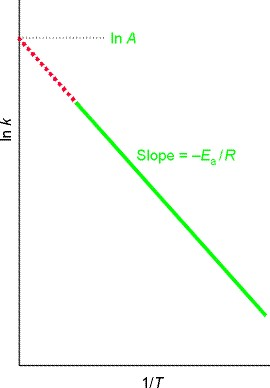 ln A
ln k
Slope = –Ea/R
1/T